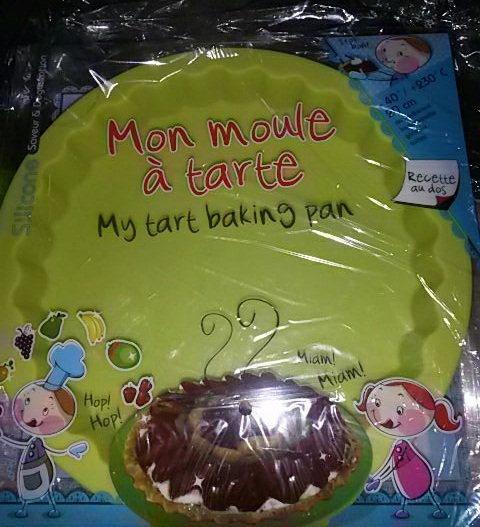 Mon moule
à tarte
My tart baking pan
Silicone
Recette
au dos
Miam!
Miam!
Hop!
Hop!